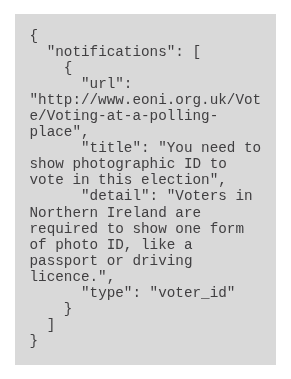 {
  "notifications": [
    {
      "url":
"http://www.eoni.org.uk/Vot
e/Voting-at-a-polling-
place",
      "title": "You need to
show photographic ID to
vote in this election",
      "detail": "Voters in
Northern Ireland are
required to show one form
of photo ID, like a
passport or driving
licence.",
      "type": "voter_id"
    }
  ]
}